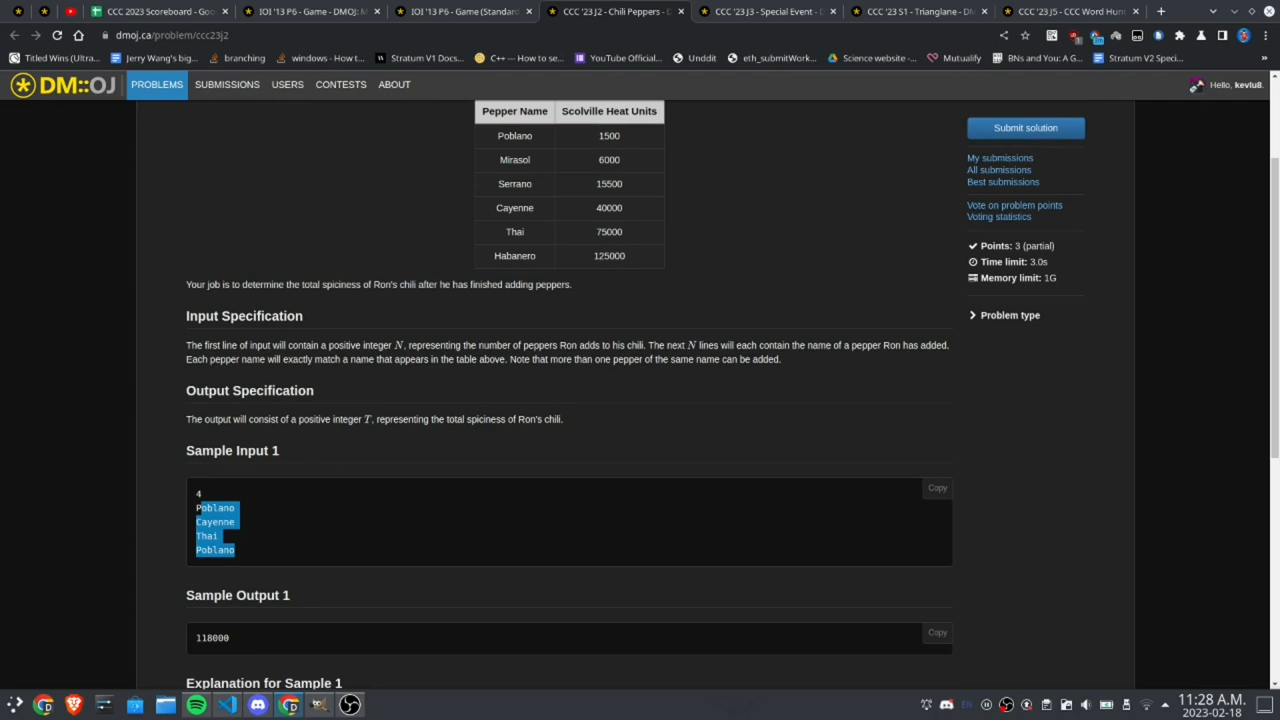 CCC 2023 Scoreboard - Goo
IOI '13 P6 - Game - DMOJ: M
IOI '13 P6 - Game (Standar
CCC '23 J2 - Chili Peppers - D
CCC '23 J3 - Special Event - D
CCC '23 S1 - Trianglane - DM
CCC '23 J5 - CCC Word Hun
dmoj.ca/problem/ccc23j2
Titled Wins (Ultra...
Jerry Wang's big...
branching
windows - How t...
Stratum V1 Docs...
C++ — How to se...
YouTube Official...
Unddit
eth_submitWork...
Science website -...
Mutualify
BNs and You: A G...
Stratum V2 Speci...
DM::OJ
PROBLEMS
SUBMISSIONS
USERS
CONTESTS
ABOUT
Hello, kevlu8.
Pepper Name Scolville Heat Units
Poblano 1500
Mirasol 6000
Serrano 15500
Cayenne 40000
Thai 75000
Habanero 125000
Your job is to determine the total spiciness of Ron's chili after he has finished adding peppers.
Input Specification
The first line of input will contain a positive integer N, representing the number of peppers Ron adds to his chili. The next N lines will each contain the name of a pepper Ron has added.
Each pepper name will exactly match a name that appears in the table above. Note that more than one pepper of the same name can be added.
Output Specification
The output will consist of a positive integer T, representing the total spiciness of Ron's chili.
Sample Input 1
Copy
4
Poblano
Cayenne
Thai
Poblano
Sample Output 1
Copy
118000
Explanation for Sample 1
Submit solution
My submissions
All submissions
Best submissions
Vote on problem points
Voting statistics
Points: 3 (partial)
Time limit: 3.0s
Memory limit: 1G
Problem type
EN
11:28 A.M.
2023-02-18